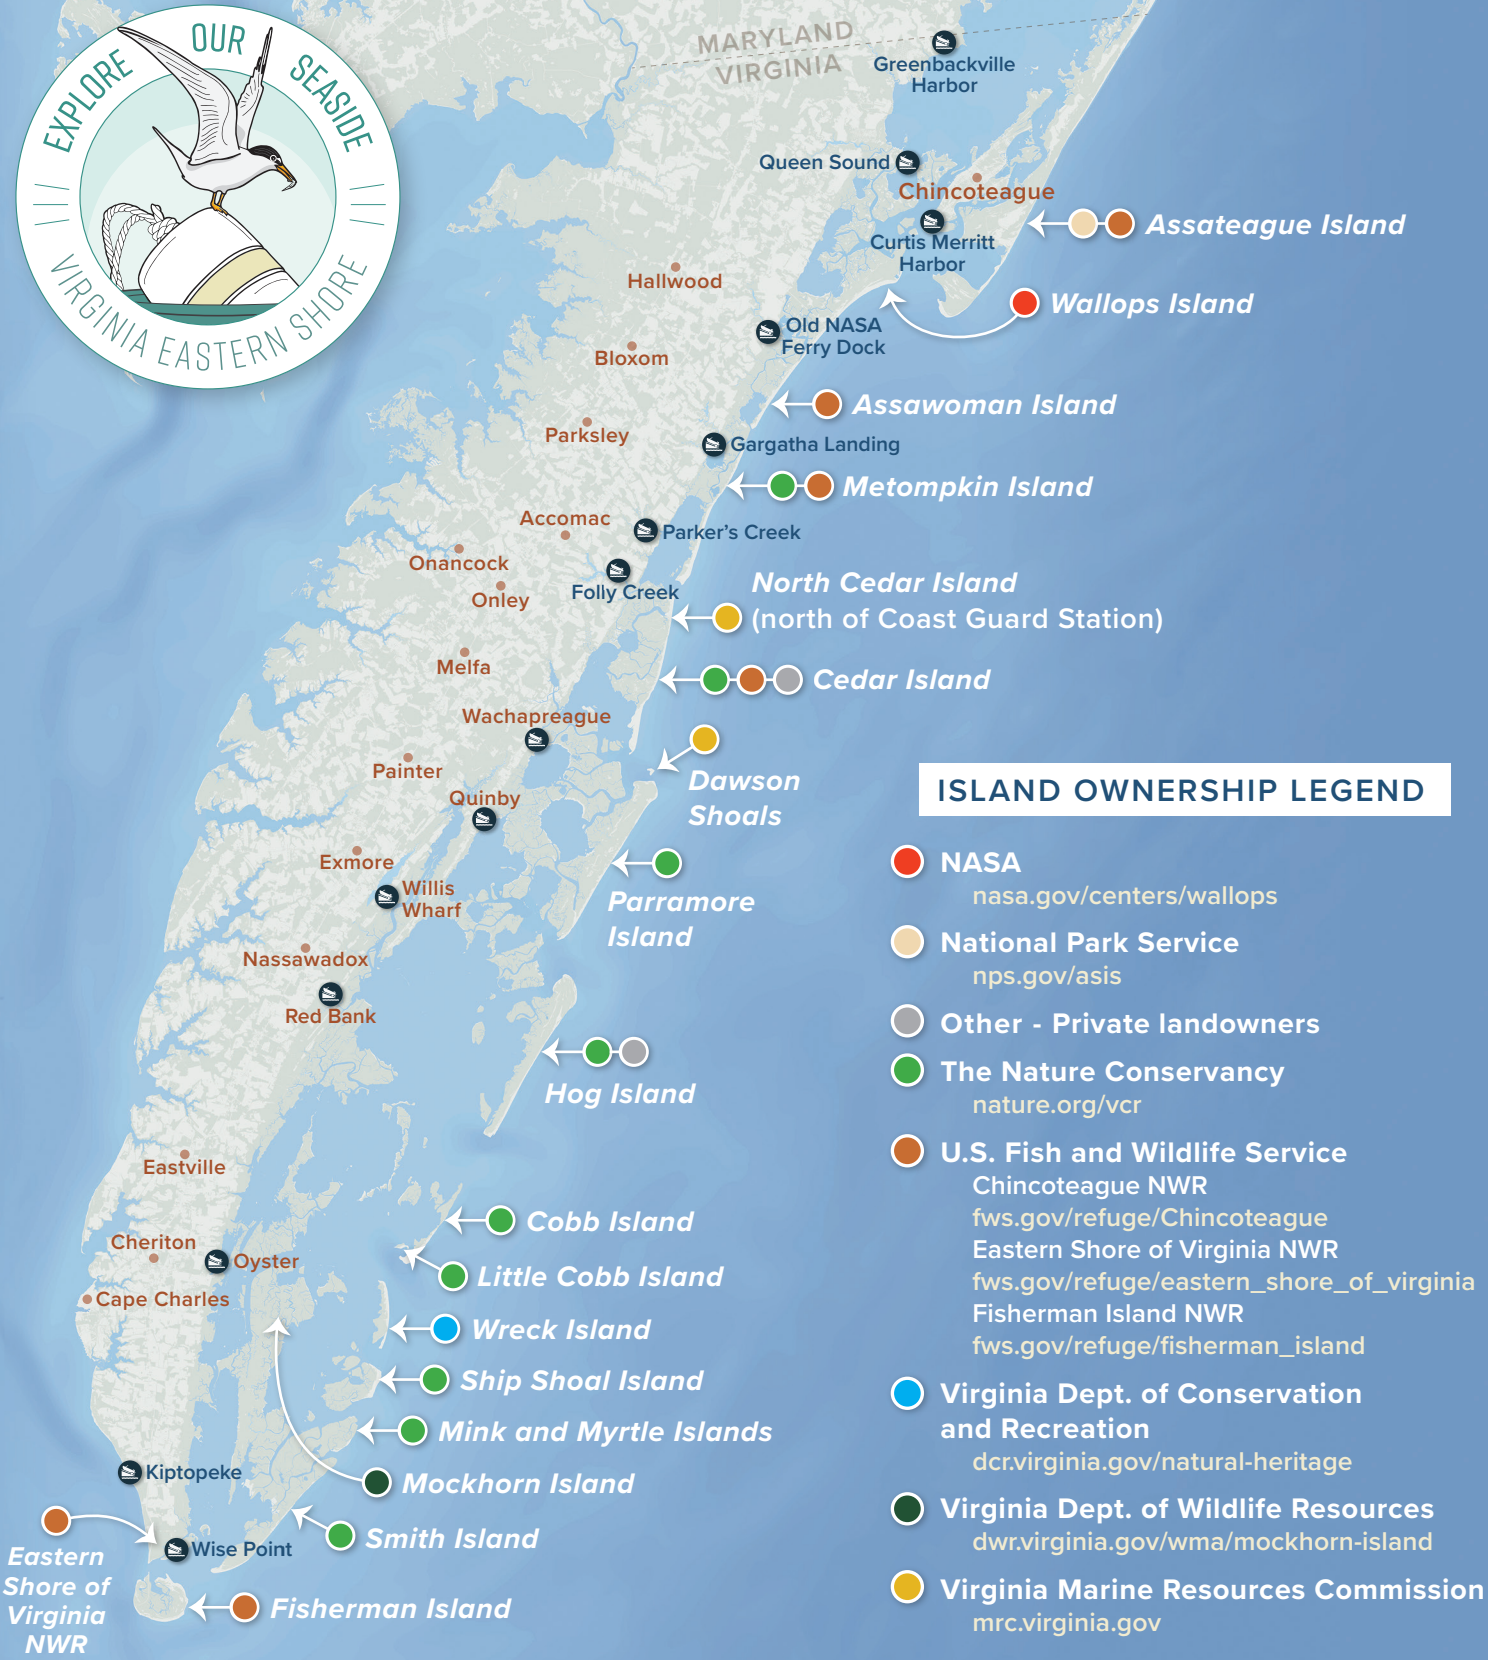 EXPLORE OUR SEASIDE
VIRGINIA EASTERN SHORE
MARYLAND
VIRGINIA
Greenbackville
Harbor
Queen Sound
Chincoteague
Curtis Merritt
Harbor
Assateague Island
Wallops Island
Hallwood
Old NASA
Ferry Dock
Bloxom
Assawoman Island
Parksley
Gargatha Landing
Metompkin Island
Accomac
Parker's Creek
Onancock
Onley
Folly Creek
North Cedar Island
(north of Coast Guard Station)
Melfa
Cedar Island
Wachapreague
Dawson
Shoals
Painter
Quinby
Exmore
Willis
Wharf
Parramore
Island
Nassawadox
Red Bank
Hog Island
Eastville
Cobb Island
Cheriton
Oyster
Little Cobb Island
Cape Charles
Wreck Island
Ship Shoal Island
Mink and Myrtle Islands
Kiptopeke
Mockhorn Island
Smith Island
Wise Point
Eastern
Shore of
Virginia
NWR
Fisherman Island
ISLAND OWNERSHIP LEGEND
NASA
nasa.gov/centers/wallops
National Park Service
nps.gov/asis
Other - Private landowners
The Nature Conservancy
nature.org/vcr
U.S. Fish and Wildlife Service
Chincoteague NWR
fws.gov/refuge/Chincoteague
Eastern Shore of Virginia NWR
fws.gov/refuge/eastern_shore_of_virginia
Fisherman Island NWR
fws.gov/refuge/fisherman_island
Virginia Dept. of Conservation
and Recreation
dcr.virginia.gov/natural-heritage
Virginia Dept. of Wildlife Resources
dwr.virginia.gov/wma/mockhorn-island
Virginia Marine Resources Commission
mrc.virginia.gov